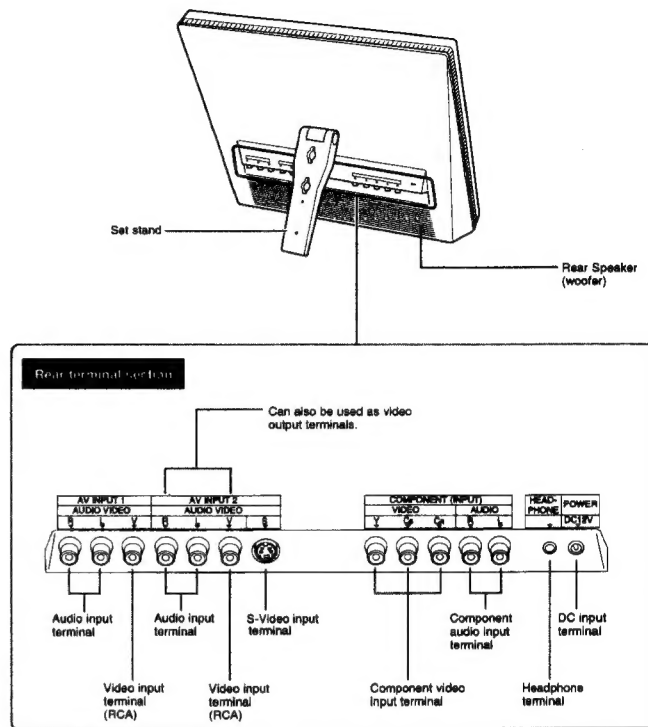 Set stand
Rear Speaker
(woofer)
Rear terminal section
Can also be used as video
output terminals.
AV INPUT 1
AV INPUT 2
COMPONENT (INPUT)
HEAD-
PHONE
POWER
AUDIO VIDEO
AUDIO VIDEO
VIDEO
AUDIO
DC18V
R L V R L V S
Y CB CR R L
Audio input
terminal
Audio input
terminal
S-Video input
terminal
Component
audio input
terminal
DC input
terminal
Video input
terminal
(RCA)
Video input
terminal
(RCA)
Component video
input terminal
Headphone
terminal